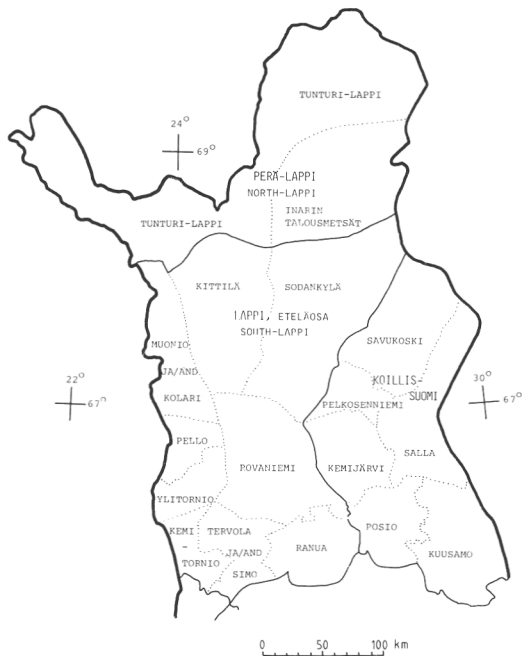 TUNTURI-LAPPI
24°
69°
PERÄ-LAPPI
NORTH-LAPPI
INARIN
TALOUSMETSÄT
TUNTURI-LAPPI
KITTILÄ
SODANKYLÄ
LAPPI, ETELÄOSA
SOUTH-LAPPI
SAVUKOSKI
MUONIO
JA/AND
KOLARI
KOILLIS-
SUOMI
22°
67°
30°
67°
PELKOSENNIEMI
PELLO
SALLA
POVANIEMI
KEMIJÄRVI
YLITORNIO
KEMI
-
TORNIO
TERVOLA
JA/AND
SIMO
RANUA
POSIO
KUUSAMO
0 50 100 km